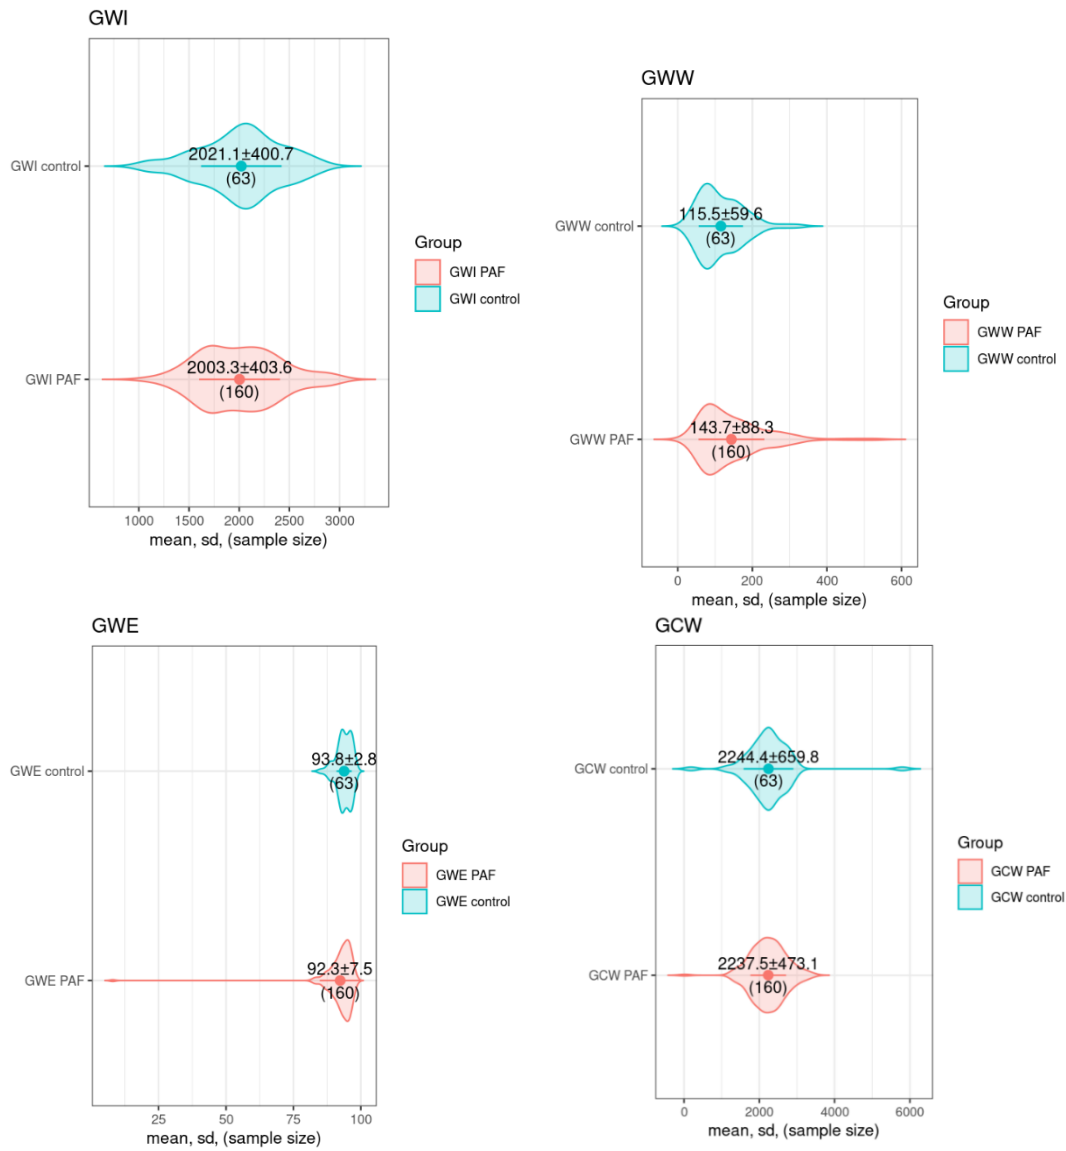 GWI
GWI control
2021.1±400.7
(63)
GWI PAF
2003.3±403.6
(160)
1000 1500 2000 2500 3000
mean, sd, (sample size)
Group
GWI PAF
GWI control
GWW
GWW control
115.5±59.6
(63)
GWW PAF
143.7±88.3
(160)
0 200 400 600
mean, sd, (sample size)
Group
GWW PAF
GWW control
GWE
GWE control
93.8±2.8
(63)
GWE PAF
92.3±7.5
(160)
25 50 75 100
mean, sd, (sample size)
Group
GWE PAF
GWE control
GCW
GCW control
2244.4±659.8
(63)
GCW PAF
2237.5±473.1
(160)
0 2000 4000 6000
mean, sd, (sample size)
Group
GCW PAF
GCW control